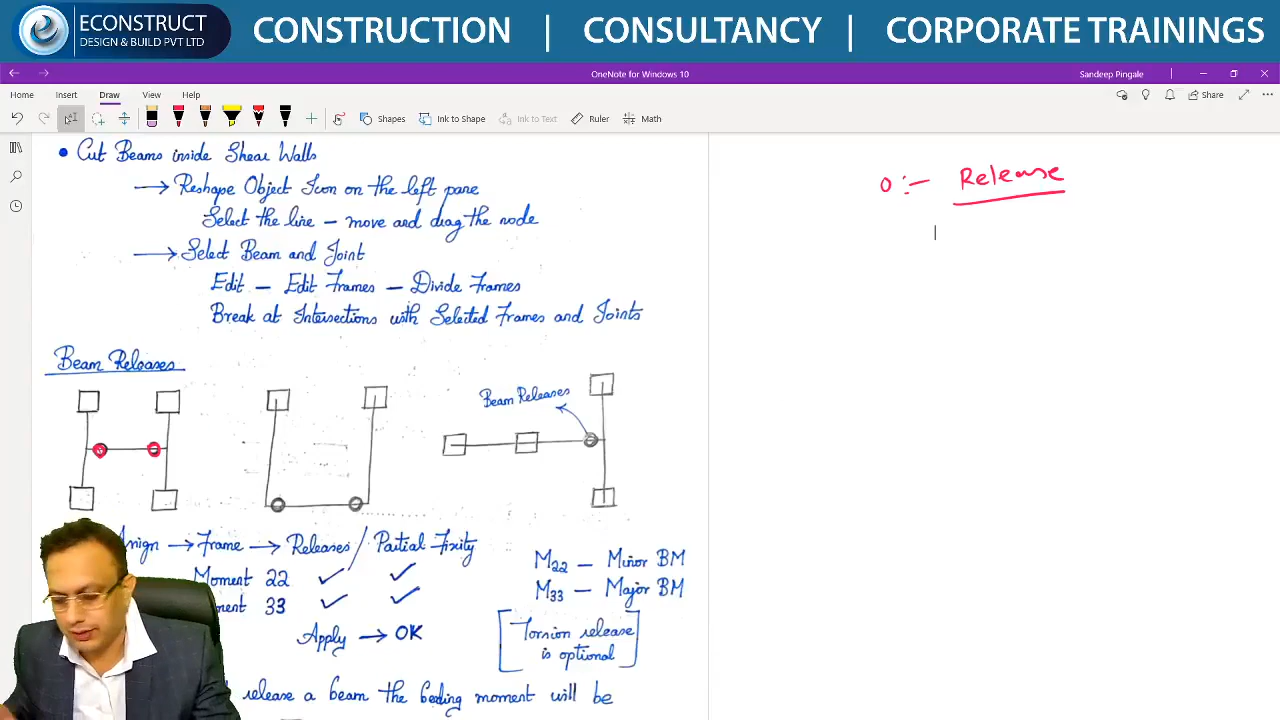 ECONSTRUCT
DESIGN & BUILD PVT LTD
CONSTRUCTION | CONSULTANCY | CORPORATE TRAININGS
OneNote for Windows 10
Sandeep Pingale
Home Insert Draw View Help
Share
Shapes Ink to Shape Ink to Text Ruler Math
• Cut Beams inside Shear Walls
→ Reshape Object Icon on the left pane
Select the line – move and drag the node
→ Select Beam and Joint
Edit – Edit Frames – Divide Frames
Break at Intersections with Selected Frames and Joints
Beam Releases
Beam Releases
→ Frame → Releases / Partial Fixity
Moment 22 ✓ ✓
33 ✓ ✓
Apply → OK
M22 – Minor BM
M33 – Major BM
[Torsion release
is optional]
release a beam the bending moment will be
0 :– Release